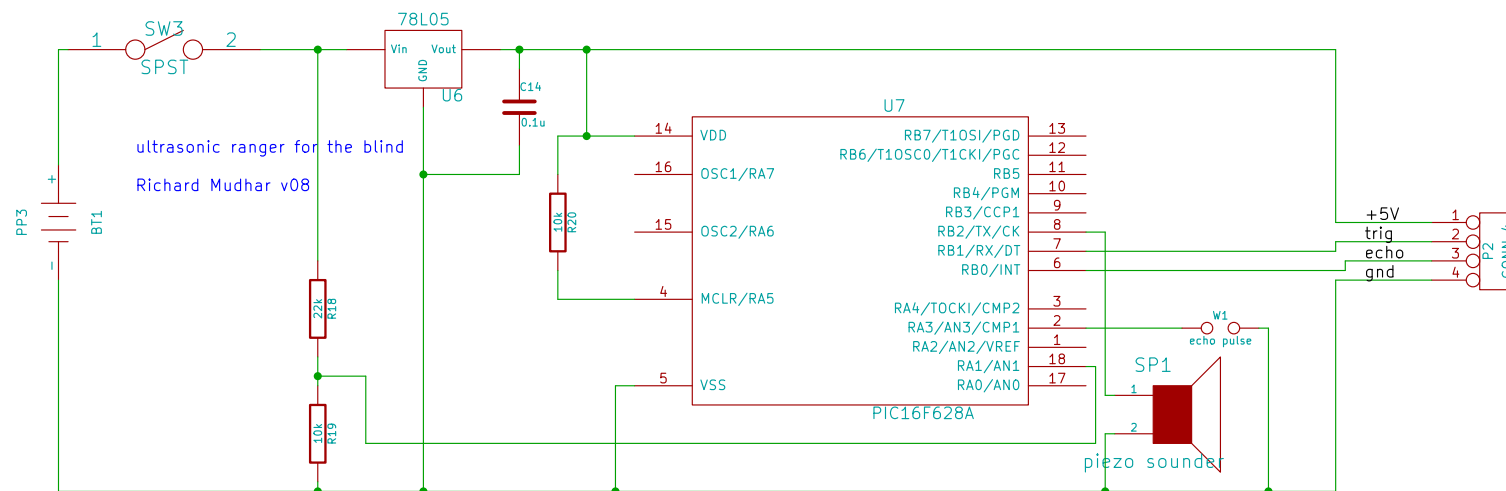 78L05
SW3
1
2
SPST
Vin
Vout
GND
U6
C14
0.1u
ultrasonic ranger for the blind
Richard Mudhar v08
+
PP3
BT1
-
22k
R18
10k
R19
10k
R20
U7
14
VDD
16
OSC1/RA7
15
OSC2/RA6
4
MCLR/RA5
5
VSS
RB7/T1OSI/PGD
13
RB6/T1OSCO/T1CKI/PGC
12
RB5
11
RB4/PGM
10
RB3/CCP1
9
RB2/TX/CK
8
RB1/RX/DT
7
RB0/INT
6
RA4/TOCKI/CMP2
3
RA3/AN3/CMP1
2
RA2/AN2/VREF
1
RA1/AN1
18
RA0/AN0
17
PIC16F628A
+5V
1
trig
2
echo
3
gnd
4
P2
W1
echo pulse
SP1
1
2
piezo sounder